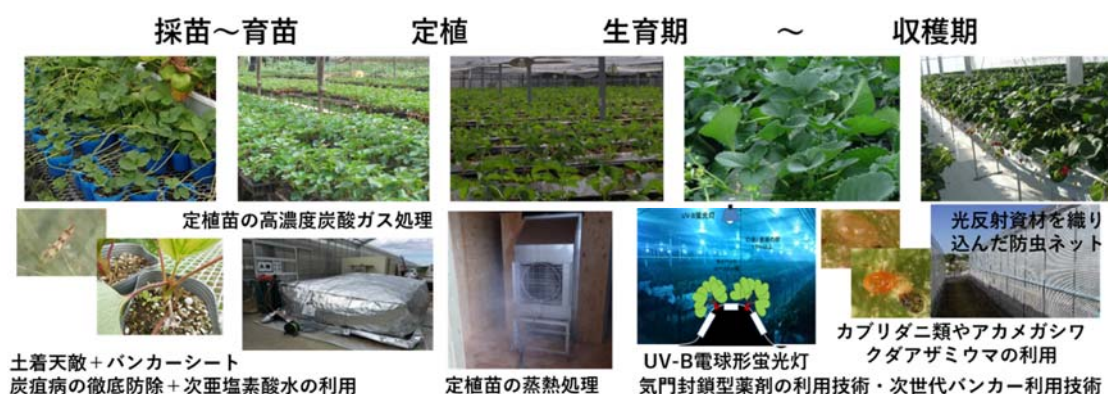 採苗～育苗 定植 生育期 ～ 収穫期
定植苗の高濃度炭酸ガス処理
土着天敵＋バンカーシート
炭疽病の徹底防除＋次亜塩素酸水の利用
定植苗の蒸熱処理
UV-B蛍光灯
UV-B電球形蛍光灯
光反射資材を織り
込んだ防虫ネット
カブリダニ類やアカメガシワ
クダアザミウマの利用
気門封鎖型薬剤の利用技術・次世代バンカー利用技術